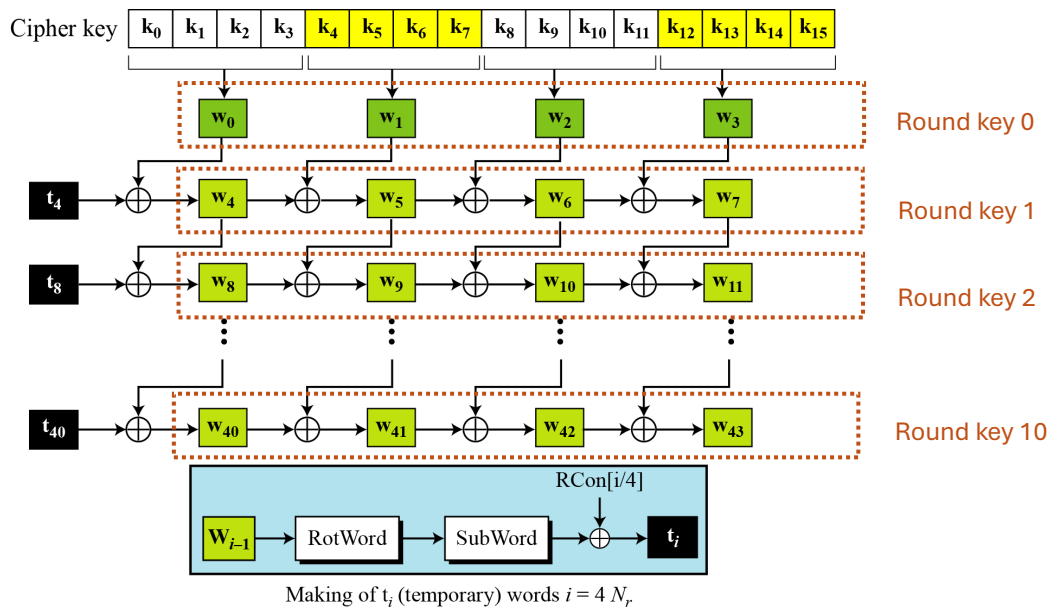 Cipher key k₀ k₁ k₂ k₃ k₄ k₅ k₆ k₇ k₈ k₉ k₁₀ k₁₁ k₁₂ k₁₃ k₁₄ k₁₅
w₀ w₁ w₂ w₃ Round key 0
t₄ w₄ w₅ w₆ w₇ Round key 1
t₈ w₈ w₉ w₁₀ w₁₁ Round key 2
t₄₀ w₄₀ w₄₁ w₄₂ w₄₃ Round key 10
RCon[i/4]
Wᵢ₋₁ RotWord SubWord tᵢ
Making of tᵢ (temporary) words i = 4 Nᵣ